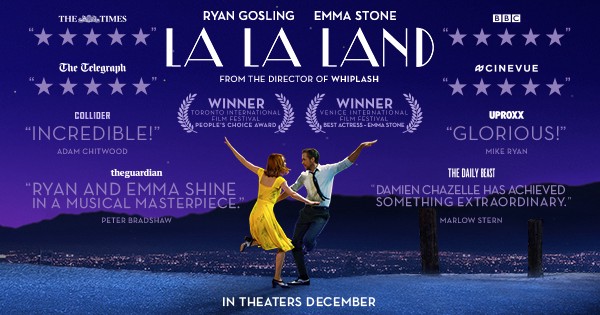 RYAN GOSLING EMMA STONE
LA LA LAND
FROM THE DIRECTOR OF WHIPLASH
WINNER
TORONTO INTERNATIONAL
FILM FESTIVAL
PEOPLE'S CHOICE AWARD
WINNER
VENICE INTERNATIONAL
FILM FESTIVAL
BEST ACTRESS - EMMA STONE
THE TIMES
The Telegraph
COLLIDER
"INCREDIBLE!"
ADAM CHITWOOD
theguardian
"RYAN AND EMMA SHINE
IN A MUSICAL MASTERPIECE."
PETER BRADSHAW
BBC
CINEVUE
UPROXX
"GLORIOUS!"
MIKE RYAN
THE DAILY BEAST
"DAMIEN CHAZELLE HAS ACHIEVED
SOMETHING EXTRAORDINARY."
MARLOW STERN
IN THEATERS DECEMBER